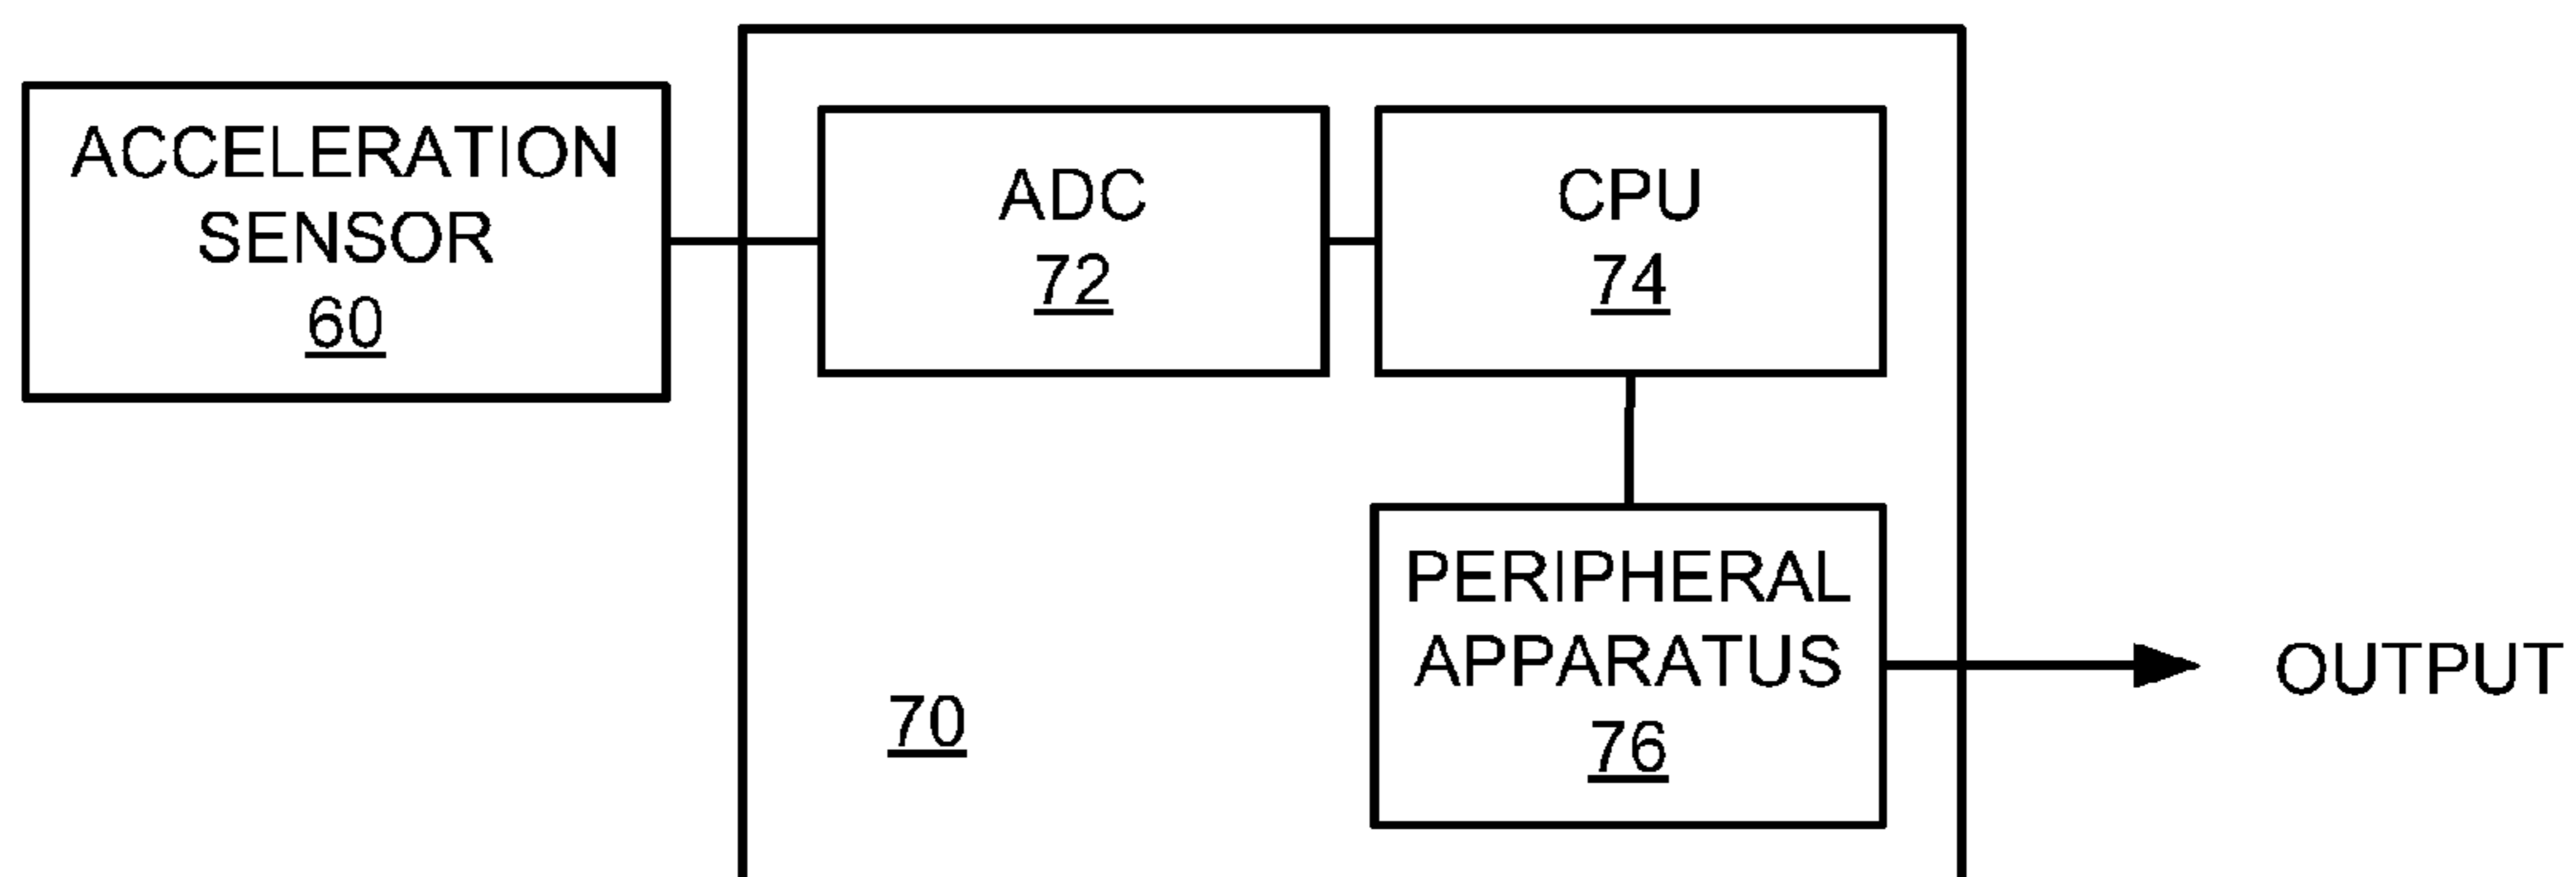 ACCELERATION
SENSOR
60
ADC
72
CPU
74
PERIPHERAL
APPARATUS
76
70
OUTPUT